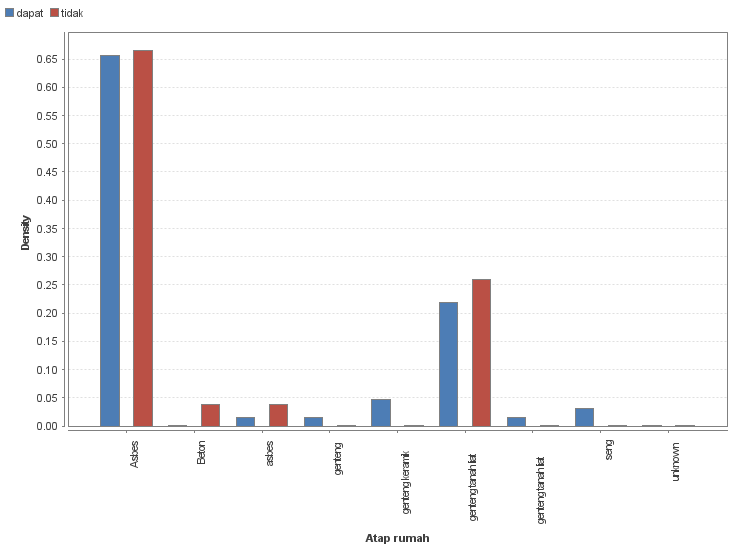 dapat tidak
0.65
0.60
0.55
0.50
0.45
0.40
0.35
0.30
0.25
0.20
0.15
0.10
0.05
0.00
Density
Asbes
Beton
asbes
genteng
genteng keramik
genteng tanah liat
genteng tanah liat
seng
unknown
Atap rumah